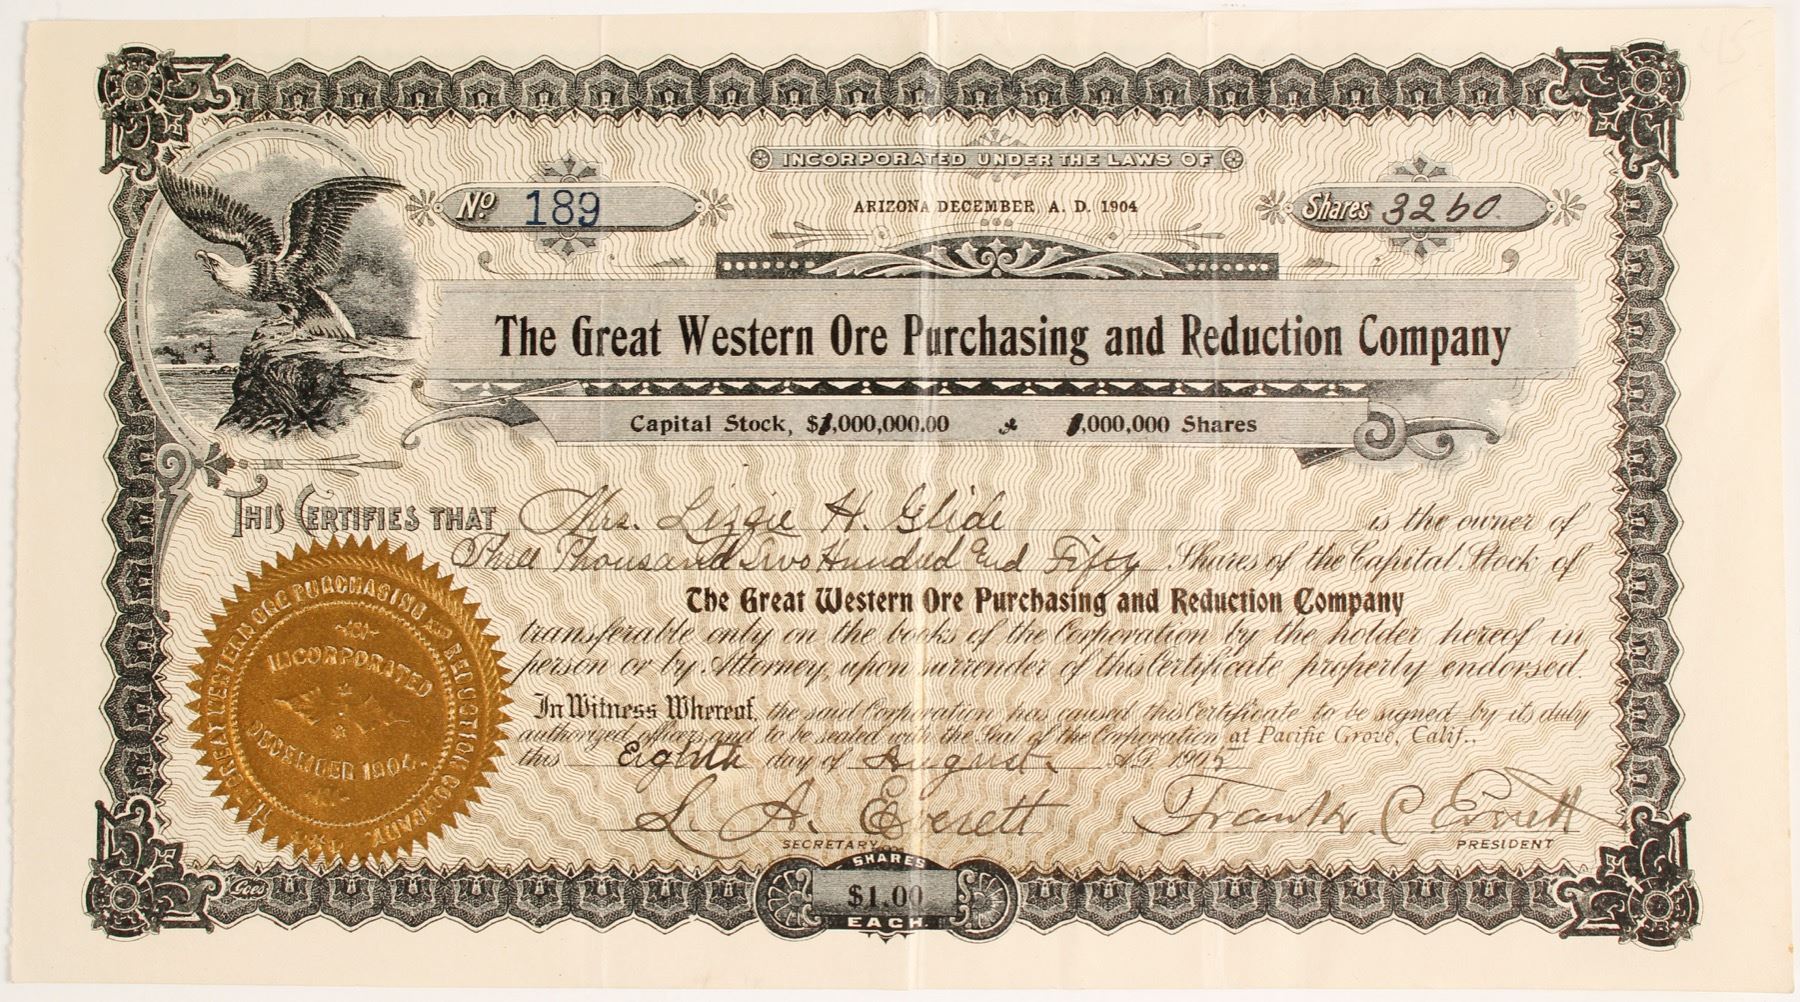 INCORPORATED UNDER THE LAWS OF
No. 189
ARIZONA DECEMBER A. D. 1904
Shares 3260.
The Great Western Ore Purchasing and Reduction Company
Capital Stock, $1,000,000.00 1,000,000 Shares
THIS CERTIFIES THAT Mrs. Lizzie H. Glide is the owner of
Three Thousand Two Hundred and Fifty Shares of the Capital Stock of
The Great Western Ore Purchasing and Reduction Company
transferable only on the books of the Corporation by the holder hereof in
person or by Attorney, upon surrender of this Certificate properly endorsed.
In Witness Whereof, the said Corporation has caused this Certificate to be signed by its duly
authorized officers and to be sealed with the Seal of the Corporation at Pacific Grove, Calif.,
this Eighth day of August. A.D. 1905
L. A. Everett
SECRETARY
Frank C Everett
PRESIDENT
THE GREAT WESTERN ORE PURCHASING AND REDUCTION COMPANY
INCORPORATED
DECEMBER 1904.
Goes
SHARES
$1.00
EACH.